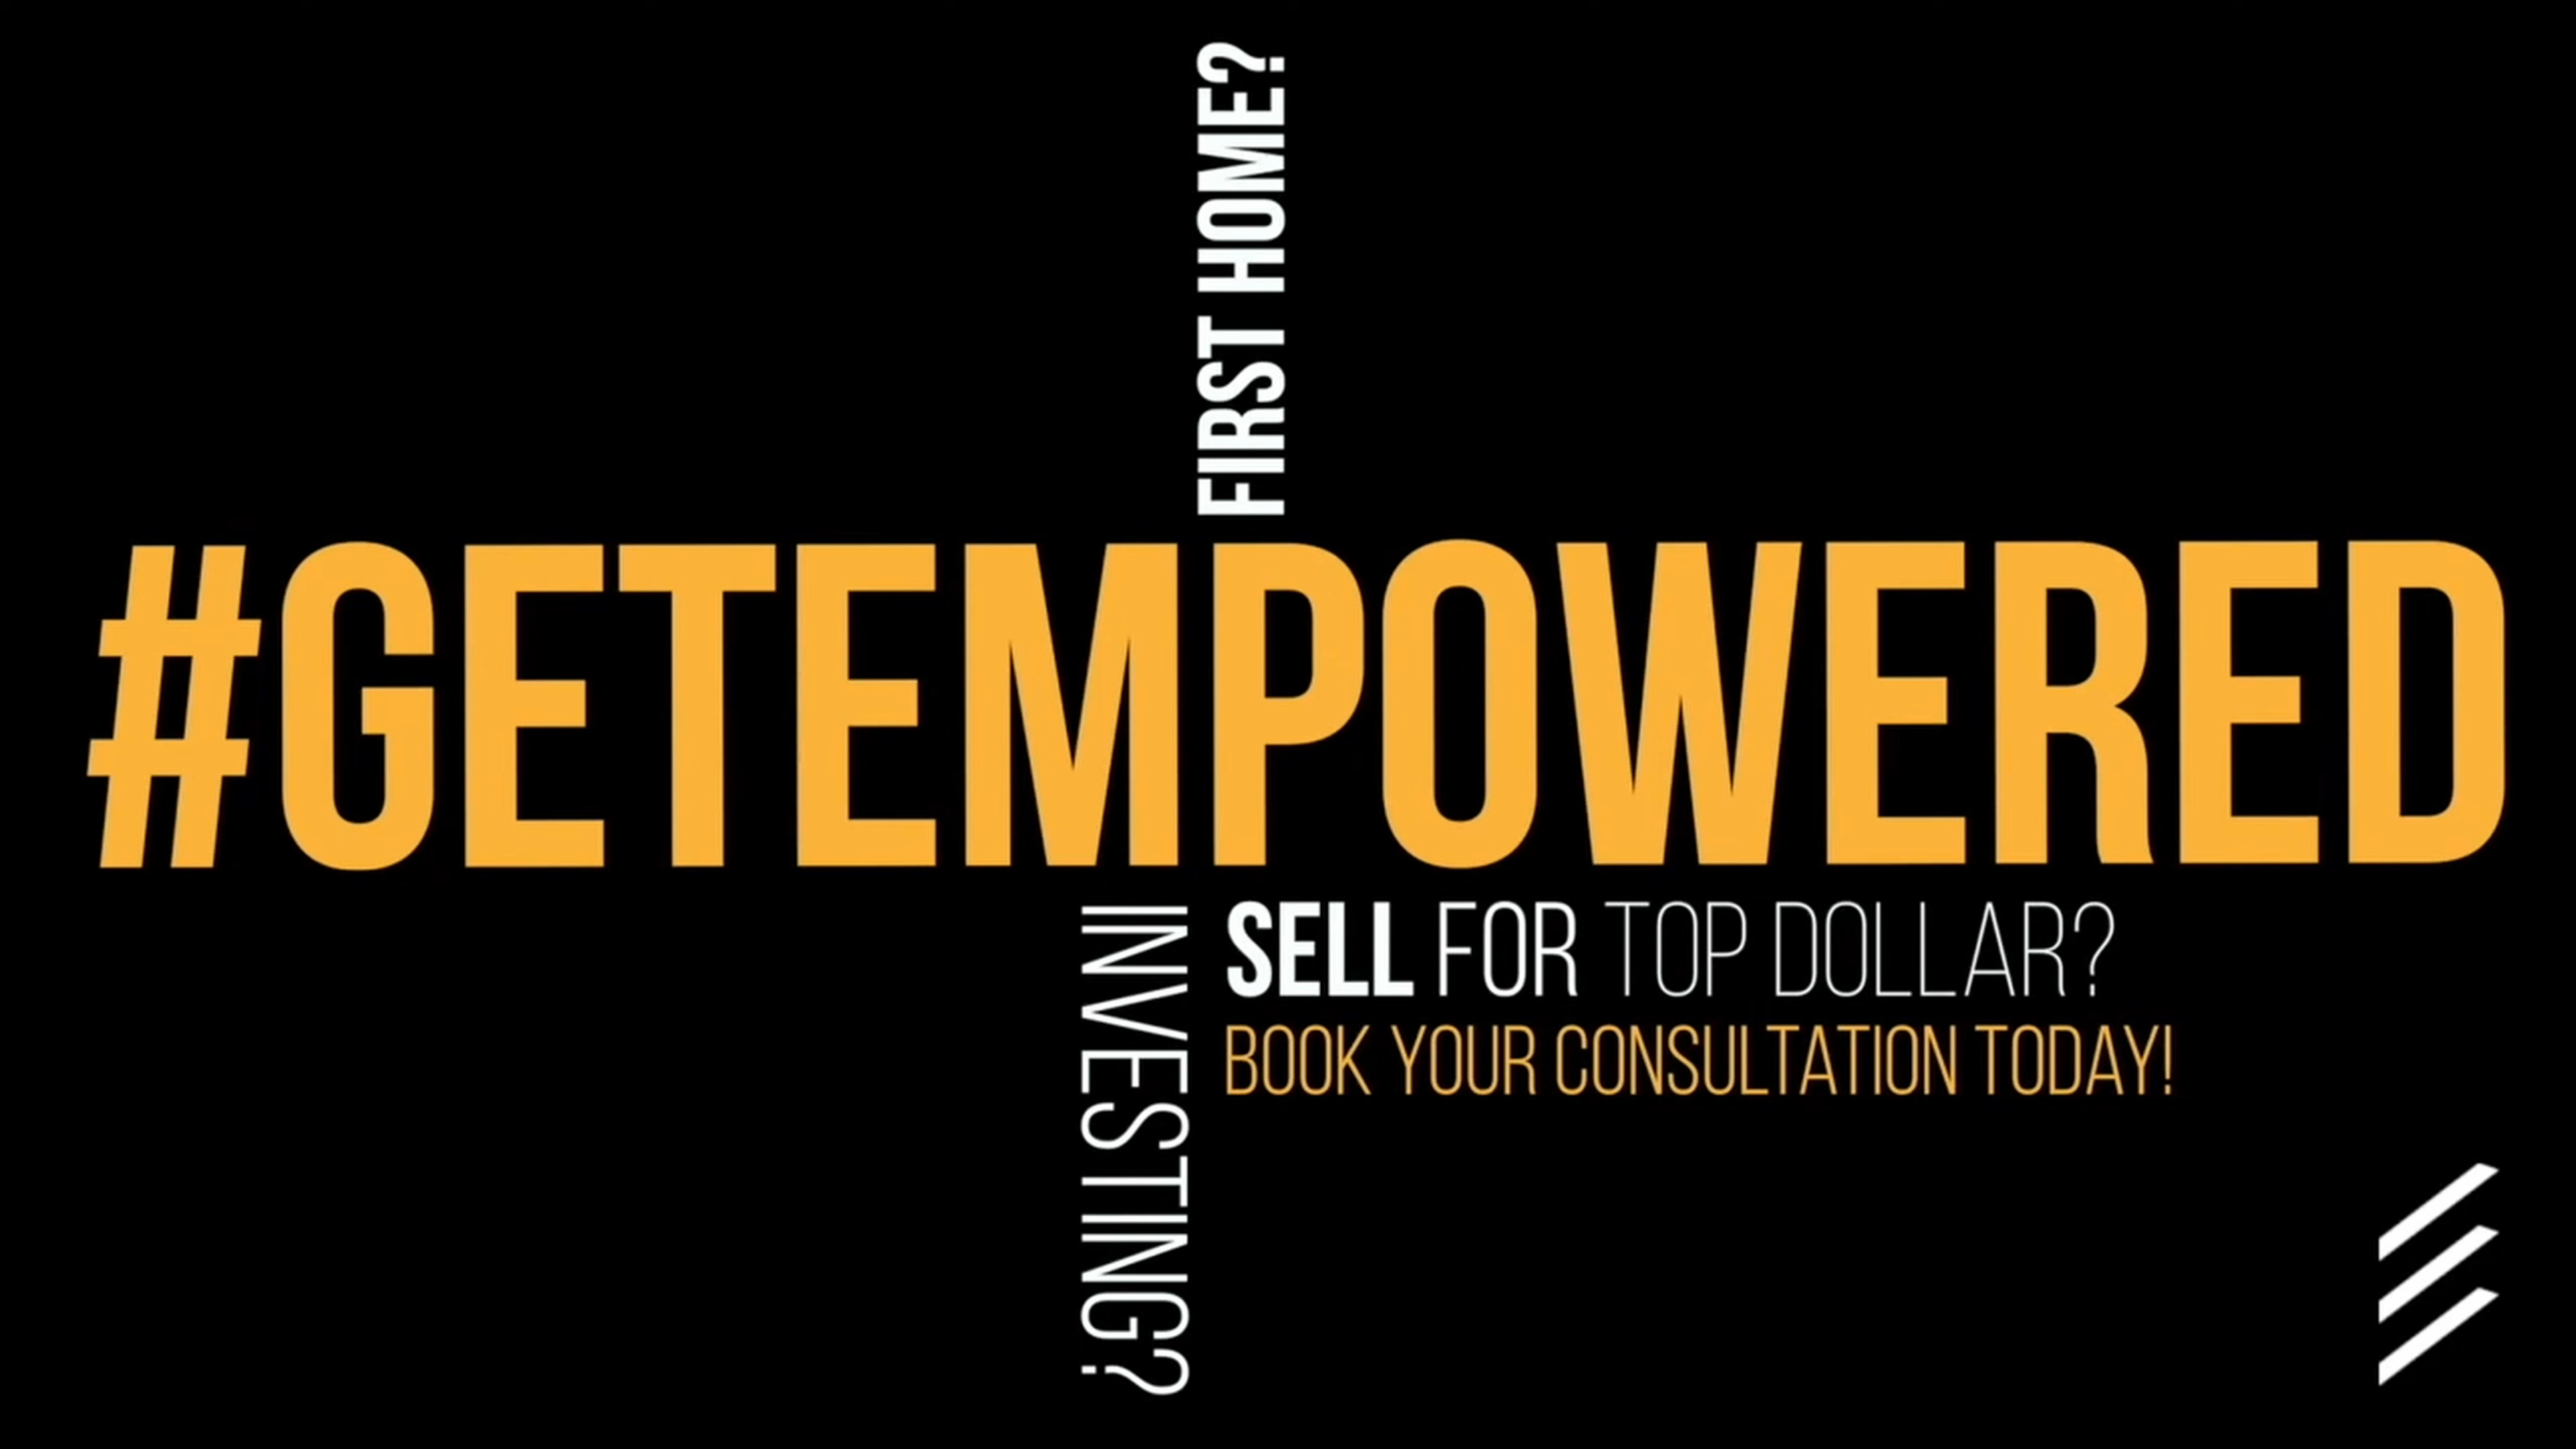 FIRST HOME?
#GETEMPOWERED
INVESTING?
SELL FOR TOP DOLLAR?
BOOK YOUR CONSULTATION TODAY!